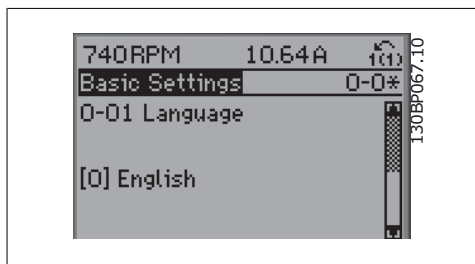 740RPM 10.64A 1(1)
Basic Settings 0-0*
0-01 Language
[0] English
130BP067.10